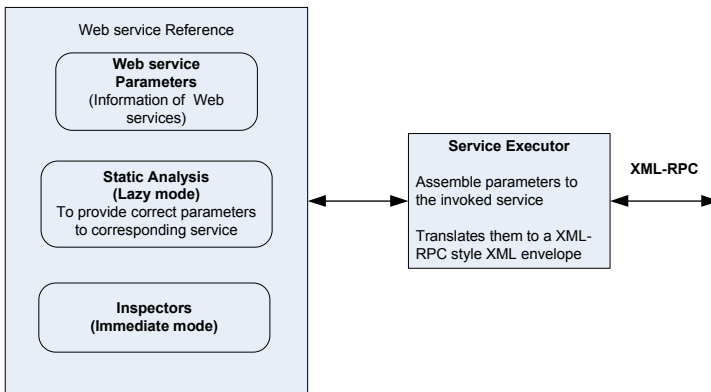 Web service Reference
Web service
Parameters
(Information of Web
services)
Static Analysis
(Lazy mode)
To provide correct parameters
to corresponding service
Inspectors
(Immediate mode)
Service Executor
Assemble parameters to
the invoked service
Translates them to a XML-
RPC style XML envelope
XML-RPC